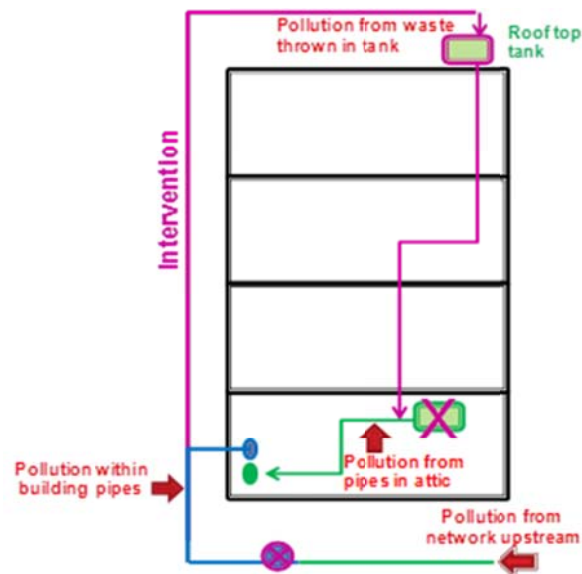 Pollution from waste
thrown in tank
Roof top
tank
Intervention
Pollution within
building pipes
Pollution from
pipes in attic
Pollution from
network upstream